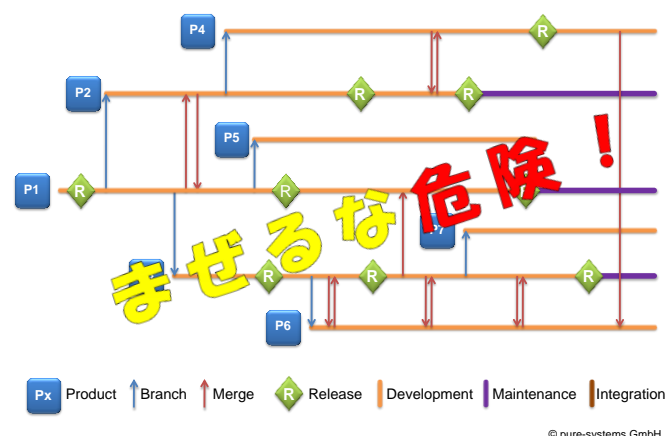 P4
R
P2
R
R
P5
P1
R
R
R
まぜるな危険!
P7
R
R
R
P6
Px Product Branch Merge R Release Development Maintenance Integration
© pure-systems GmbH